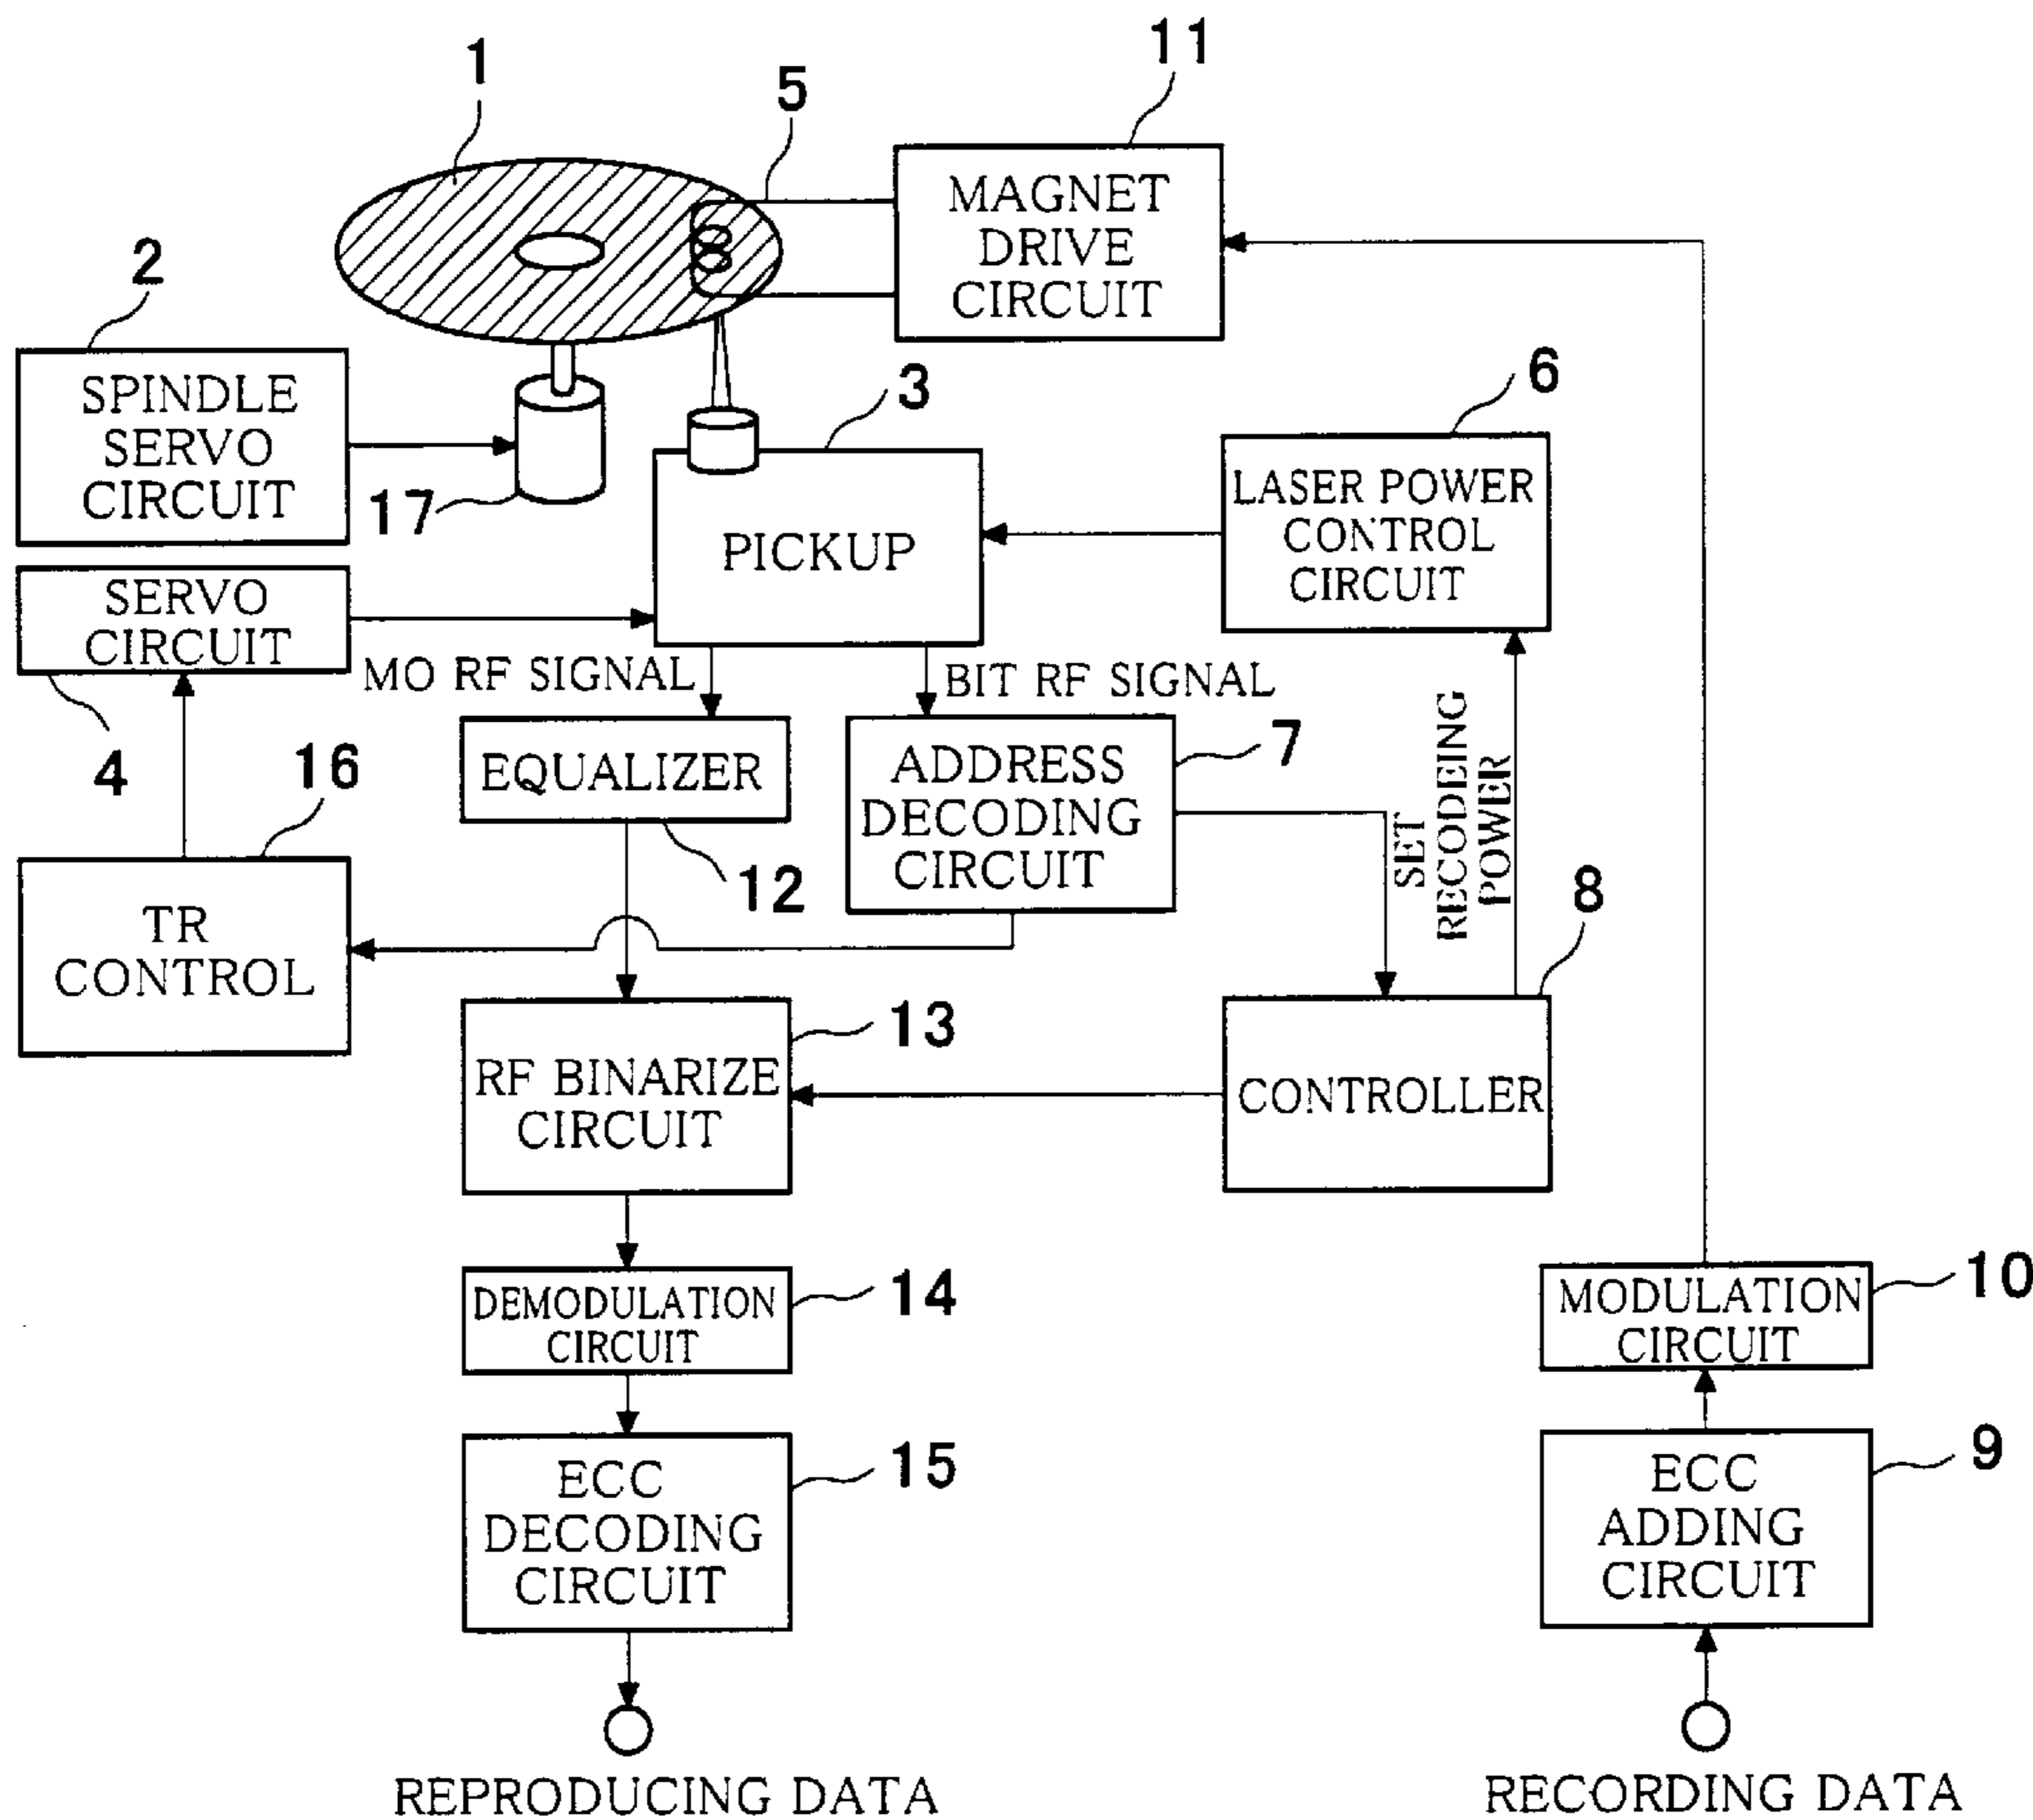 1
5
11
MAGNET
DRIVE
CIRCUIT
2
SPINDLE
SERVO
CIRCUIT
17
3
PICKUP
6
LASER POWER
CONTROL
CIRCUIT
SERVO
CIRCUIT
4
MO RF SIGNAL
BIT RF SIGNAL
EQUALIZER
12
ADDRESS
DECODING
CIRCUIT
7
SET
RECODEING
POWER
16
TR
CONTROL
8
CONTROLLER
RF BINARIZE
CIRCUIT
13
DEMODULATION
CIRCUIT
14
MODULATION
CIRCUIT
10
ECC
DECODING
CIRCUIT
15
ECC
ADDING
CIRCUIT
9
REPRODUCING DATA
RECORDING DATA